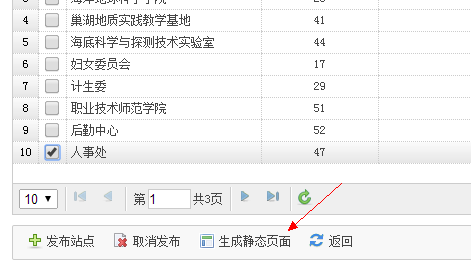 4 巢湖地质实践教学基地 41
5 海底科学与探测技术实验室 44
6 妇女委员会 17
7 计生委 29
8 职业技术师范学院 51
9 后勤中心 52
10 人事处 47
10 第 1 共3页
发布站点 取消发布 生成静态页面 返回